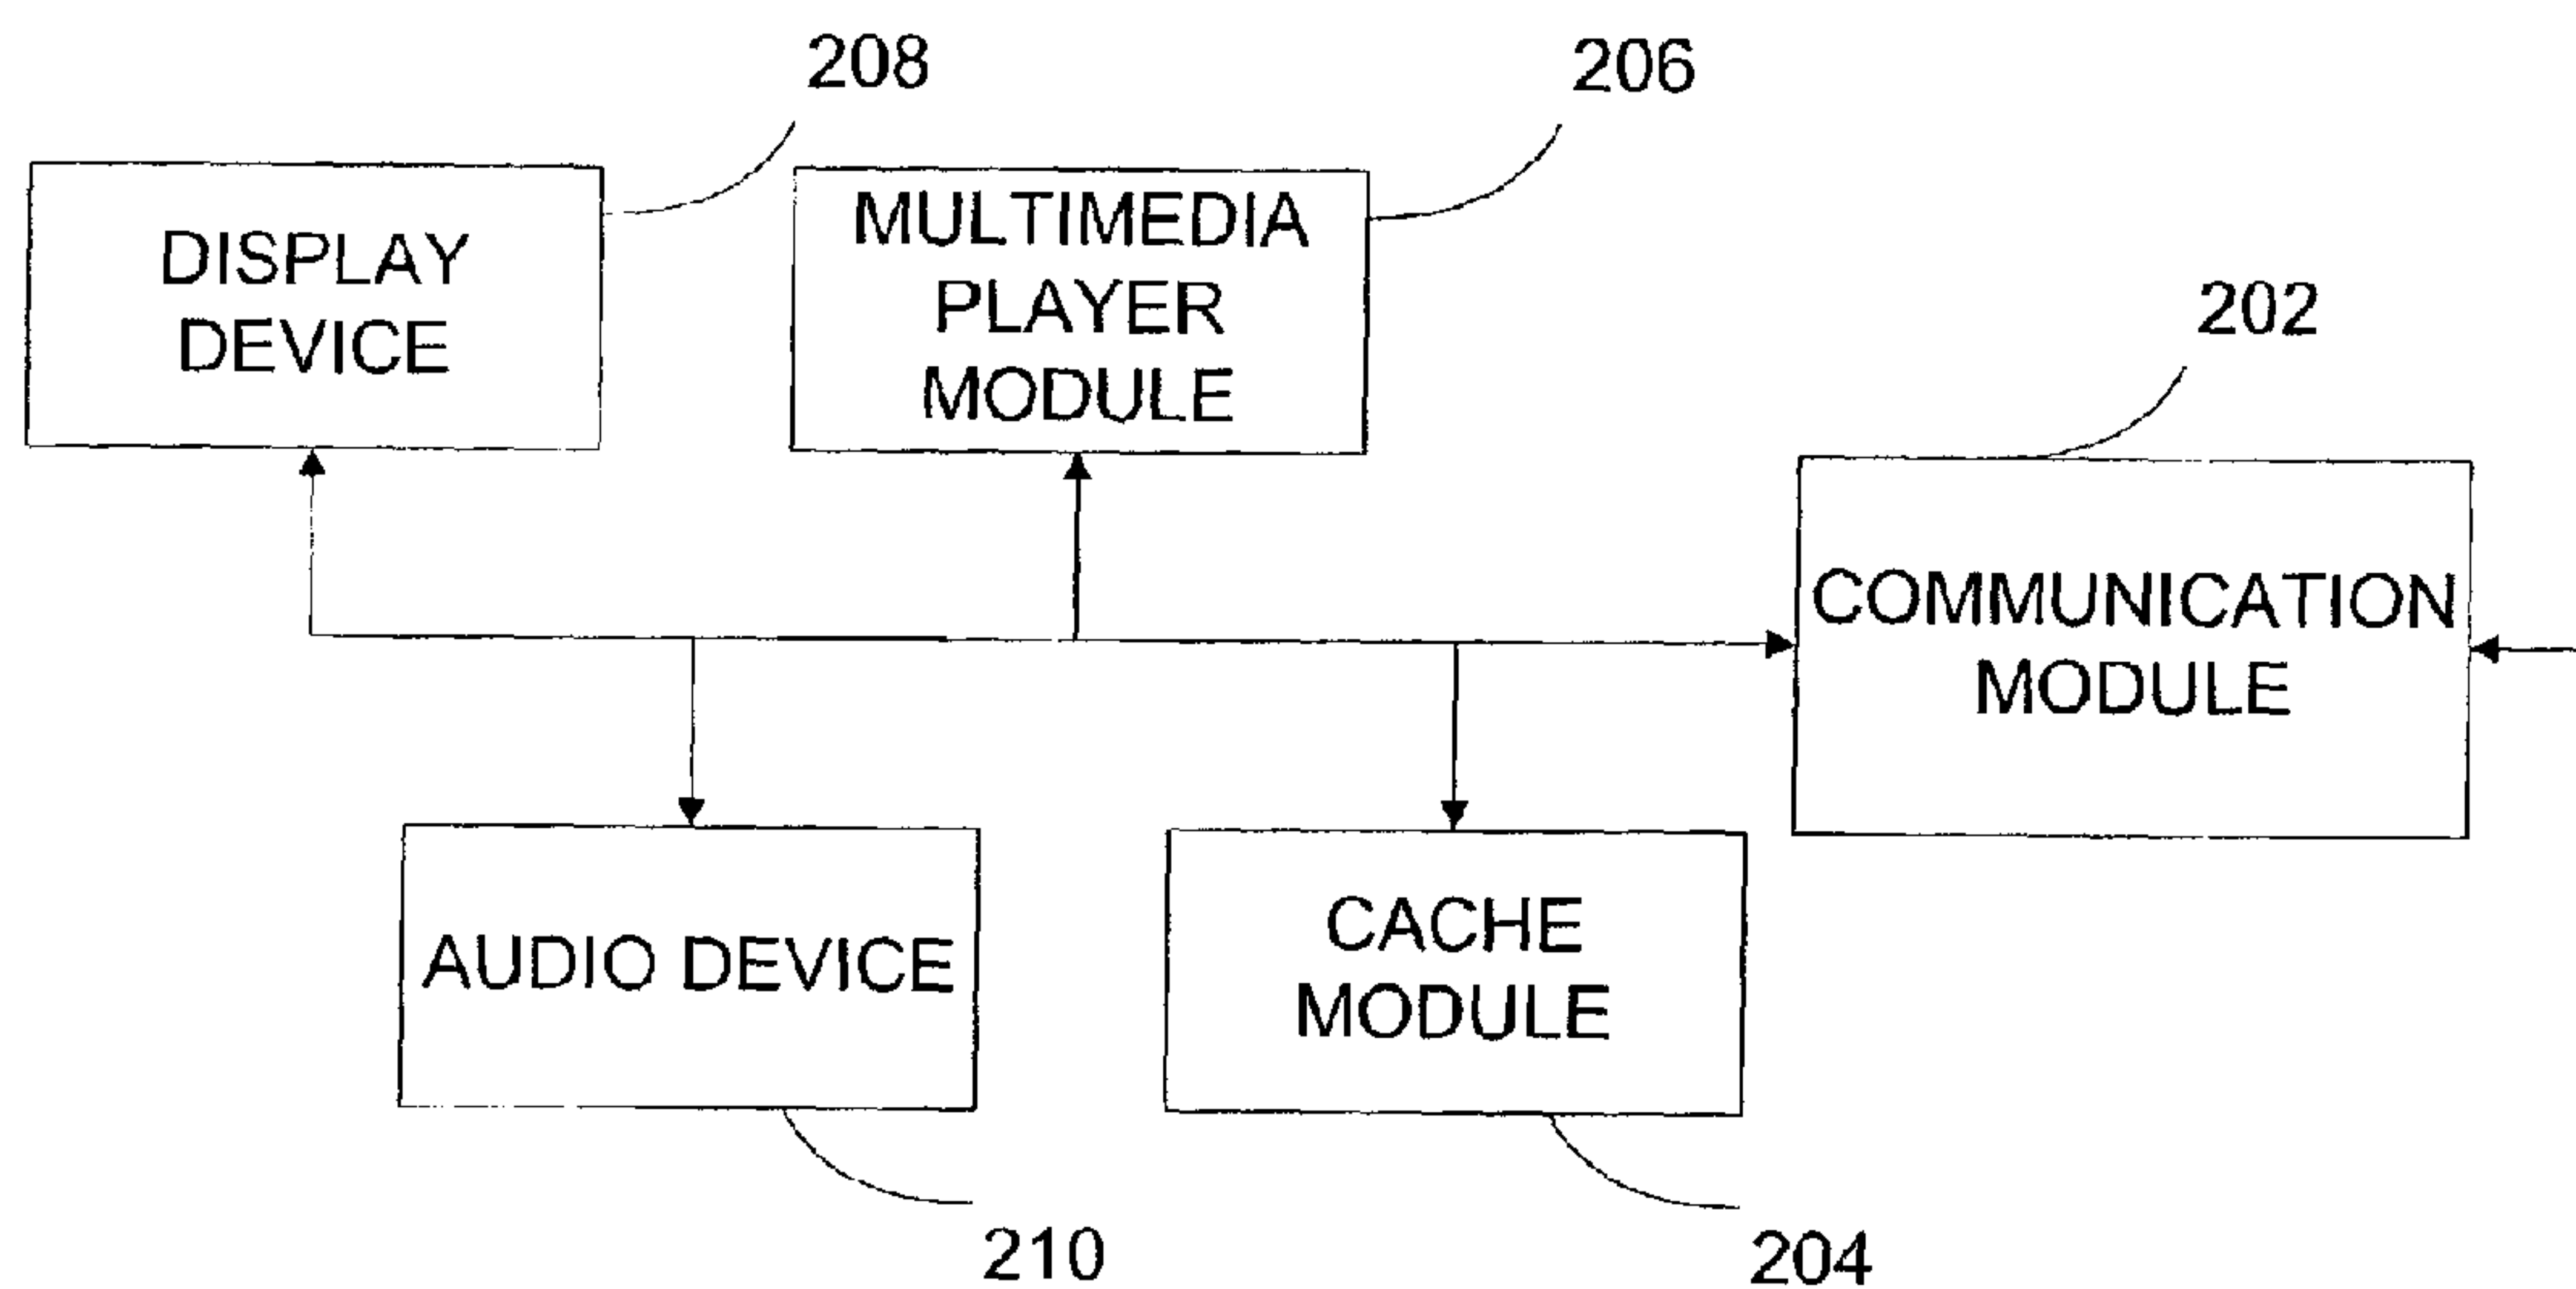 208
206
DISPLAY
DEVICE
MULTIMEDIA
PLAYER
MODULE
202
COMMUNICATION
MODULE
AUDIO DEVICE
CACHE
MODULE
210
204